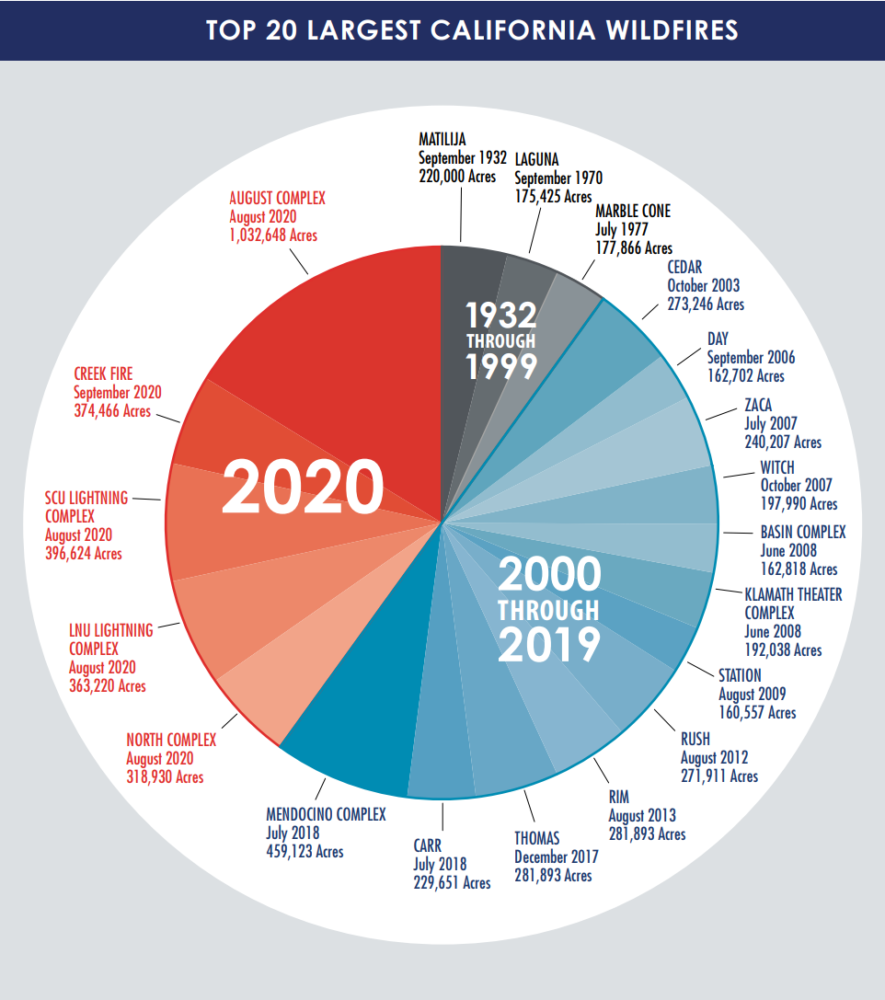 TOP 20 LARGEST CALIFORNIA WILDFIRES
MATILIJA
September 1932
220,000 Acres
LAGUNA
September 1970
175,425 Acres
MARBLE CONE
July 1977
177,866 Acres
CEDAR
October 2003
273,246 Acres
DAY
September 2006
162,702 Acres
ZACA
July 2007
240,207 Acres
WITCH
October 2007
197,990 Acres
BASIN COMPLEX
June 2008
162,818 Acres
KLAMATH THEATER
COMPLEX
June 2008
192,038 Acres
STATION
August 2009
160,557 Acres
RUSH
August 2012
271,911 Acres
RIM
August 2013
281,893 Acres
THOMAS
December 2017
281,893 Acres
CARR
July 2018
229,651 Acres
MENDOCINO COMPLEX
July 2018
459,123 Acres
NORTH COMPLEX
August 2020
318,930 Acres
LNU LIGHTNING
COMPLEX
August 2020
363,220 Acres
SCU LIGHTNING
COMPLEX
August 2020
396,624 Acres
CREEK FIRE
September 2020
374,466 Acres
AUGUST COMPLEX
August 2020
1,032,648 Acres
1932
THROUGH
1999
2020
2000
THROUGH
2019